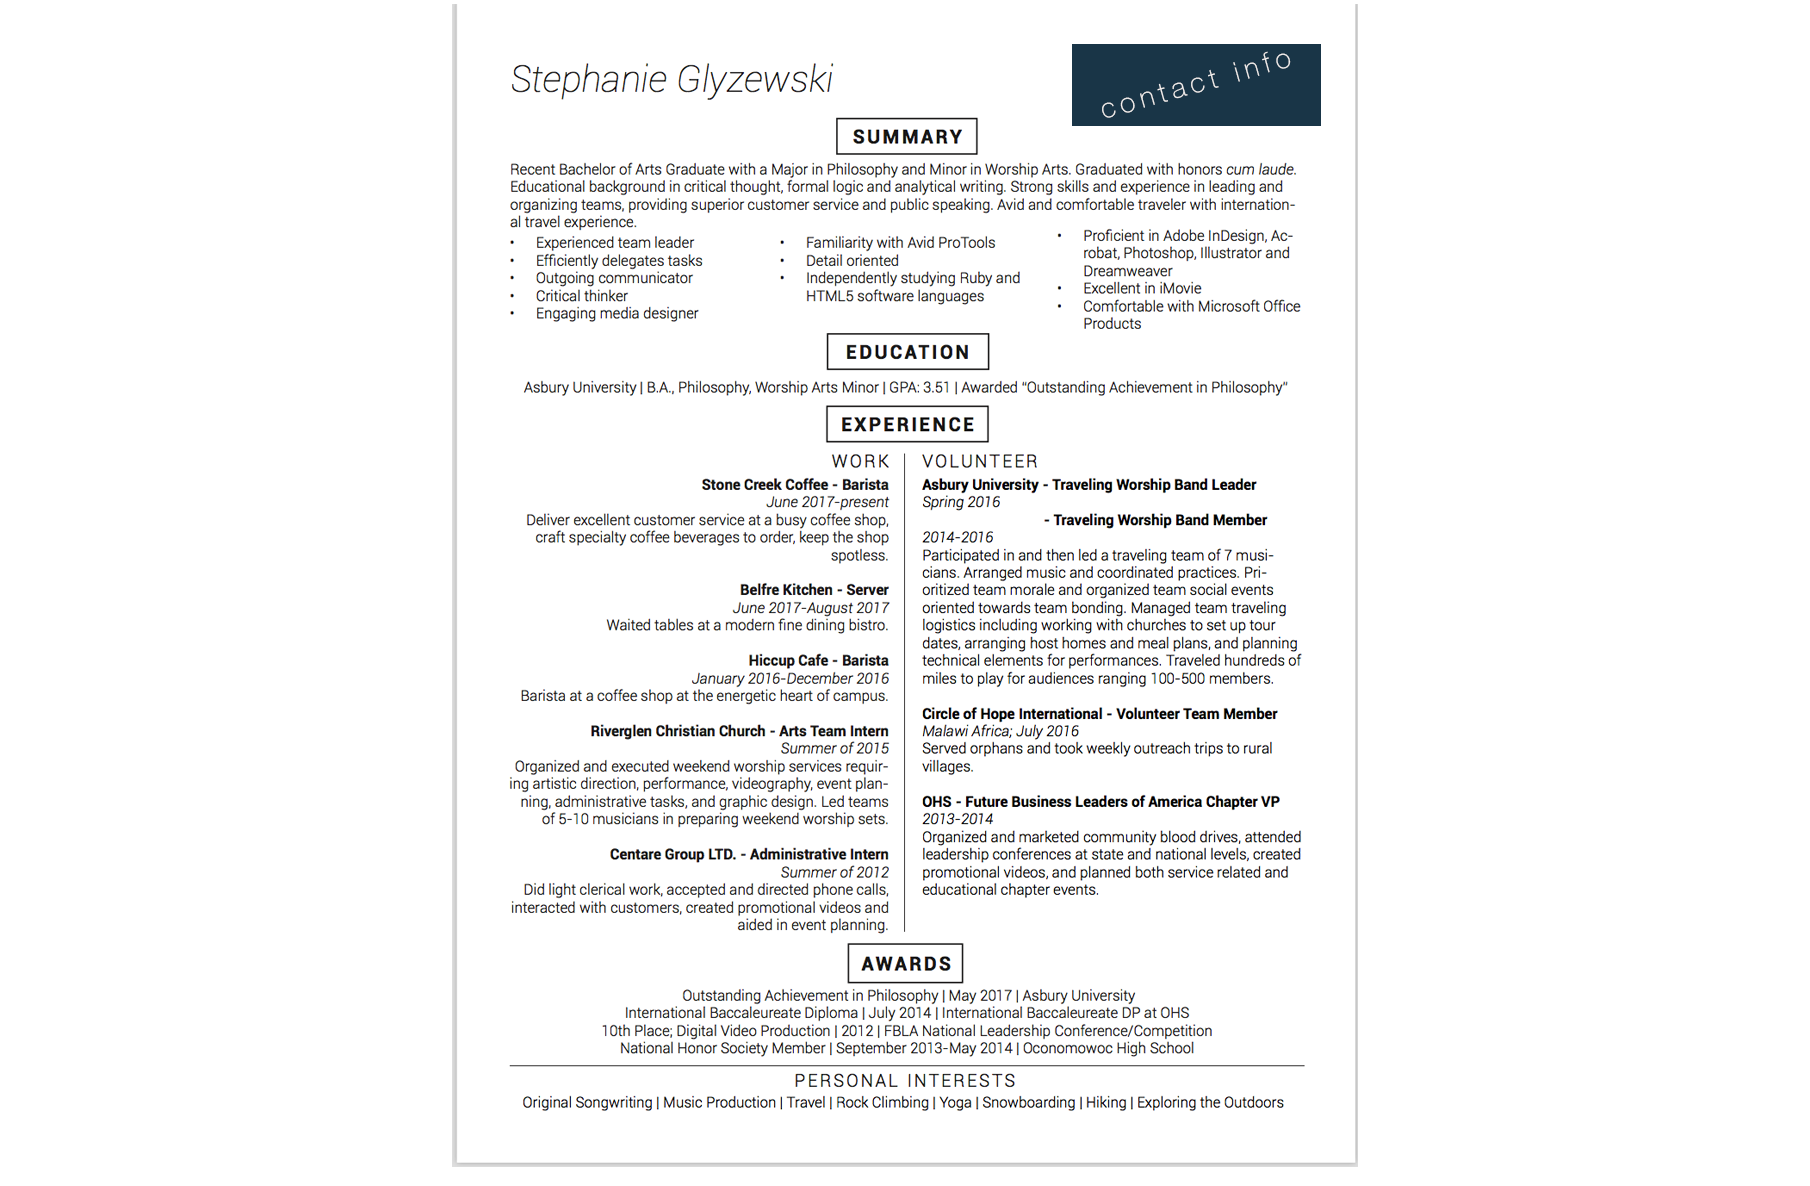 Stephanie Glyzewski
contact info
SUMMARY
Recent Bachelor of Arts Graduate with a Major in Philosophy and Minor in Worship Arts. Graduated with honors cum laude.
Educational background in critical thought, formal logic and analytical writing. Strong skills and experience in leading and
organizing teams, providing superior customer service and public speaking. Avid and comfortable traveler with internation-
al travel experience.
• Experienced team leader
• Efficiently delegates tasks
• Outgoing communicator
• Critical thinker
• Engaging media designer
• Familiarity with Avid ProTools
• Detail oriented
• Independently studying Ruby and
HTML5 software languages
• Proficient in Adobe InDesign, Ac-
robat, Photoshop, Illustrator and
Dreamweaver
• Excellent in iMovie
• Comfortable with Microsoft Office
Products
EDUCATION
Asbury University | B.A., Philosophy, Worship Arts Minor | GPA: 3.51 | Awarded “Outstanding Achievement in Philosophy”
EXPERIENCE
WORK
Stone Creek Coffee - Barista
June 2017-present
Deliver excellent customer service at a busy coffee shop,
craft specialty coffee beverages to order, keep the shop
spotless.
Belfre Kitchen - Server
June 2017-August 2017
Waited tables at a modern fine dining bistro.
Hiccup Cafe - Barista
January 2016-December 2016
Barista at a coffee shop at the energetic heart of campus.
Riverglen Christian Church - Arts Team Intern
Summer of 2015
Organized and executed weekend worship services requir-
ing artistic direction, performance, videography, event plan-
ning, administrative tasks, and graphic design. Led teams
of 5-10 musicians in preparing weekend worship sets.
Centare Group LTD. - Administrative Intern
Summer of 2012
Did light clerical work, accepted and directed phone calls,
interacted with customers, created promotional videos and
aided in event planning.
VOLUNTEER
Asbury University - Traveling Worship Band Leader
Spring 2016
- Traveling Worship Band Member
2014-2016
Participated in and then led a traveling team of 7 musi-
cians. Arranged music and coordinated practices. Pri-
oritized team morale and organized team social events
oriented towards team bonding. Managed team traveling
logistics including working with churches to set up tour
dates, arranging host homes and meal plans, and planning
technical elements for performances. Traveled hundreds of
miles to play for audiences ranging 100-500 members.
Circle of Hope International - Volunteer Team Member
Malawi Africa; July 2016
Served orphans and took weekly outreach trips to rural
villages.
OHS - Future Business Leaders of America Chapter VP
2013-2014
Organized and marketed community blood drives, attended
leadership conferences at state and national levels, created
promotional videos, and planned both service related and
educational chapter events.
AWARDS
Outstanding Achievement in Philosophy | May 2017 | Asbury University
International Baccaleureate Diploma | July 2014 | International Baccaleureate DP at OHS
10th Place; Digital Video Production | 2012 | FBLA National Leadership Conference/Competition
National Honor Society Member | September 2013-May 2014 | Oconomowoc High School
PERSONAL INTERESTS
Original Songwriting | Music Production | Travel | Rock Climbing | Yoga | Snowboarding | Hiking | Exploring the Outdoors